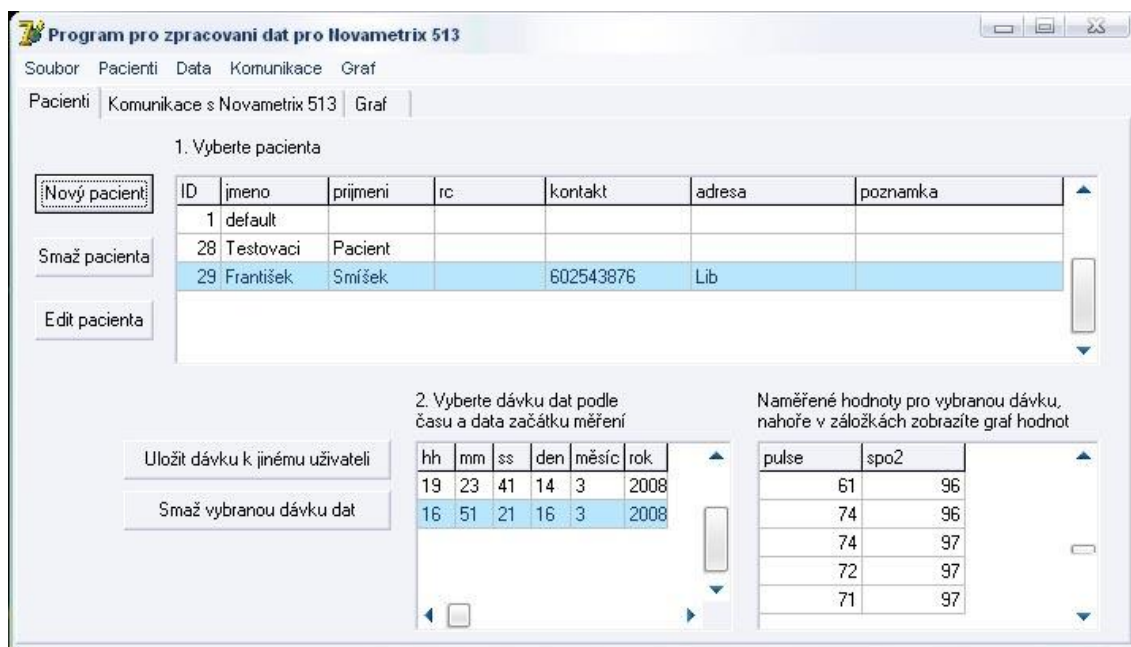 Program pro zpracovani dat pro Novametrix 513
Soubor Pacienti Data Komunikace Graf
Pacienti Komunikace s Novametrix 513 Graf
1. Vyberte pacienta
Nový pacient
Smaž pacienta
Edit pacienta
ID jmeno prijmeni rc kontakt adresa poznamka
1 default
28 Testovaci Pacient
29 František Smíšek 602543876 Lib
Uložit dávku k jinému uživateli
Smaž vybranou dávku dat
2. Vyberte dávku dat podle
času a data začátku měření
hh mm ss den měsíc rok
19 23 41 14 3 2008
16 51 21 16 3 2008
Naměřené hodnoty pro vybranou dávku,
nahoře v záložkách zobrazíte graf hodnot
pulse spo2
61 96
74 96
74 97
72 97
71 97